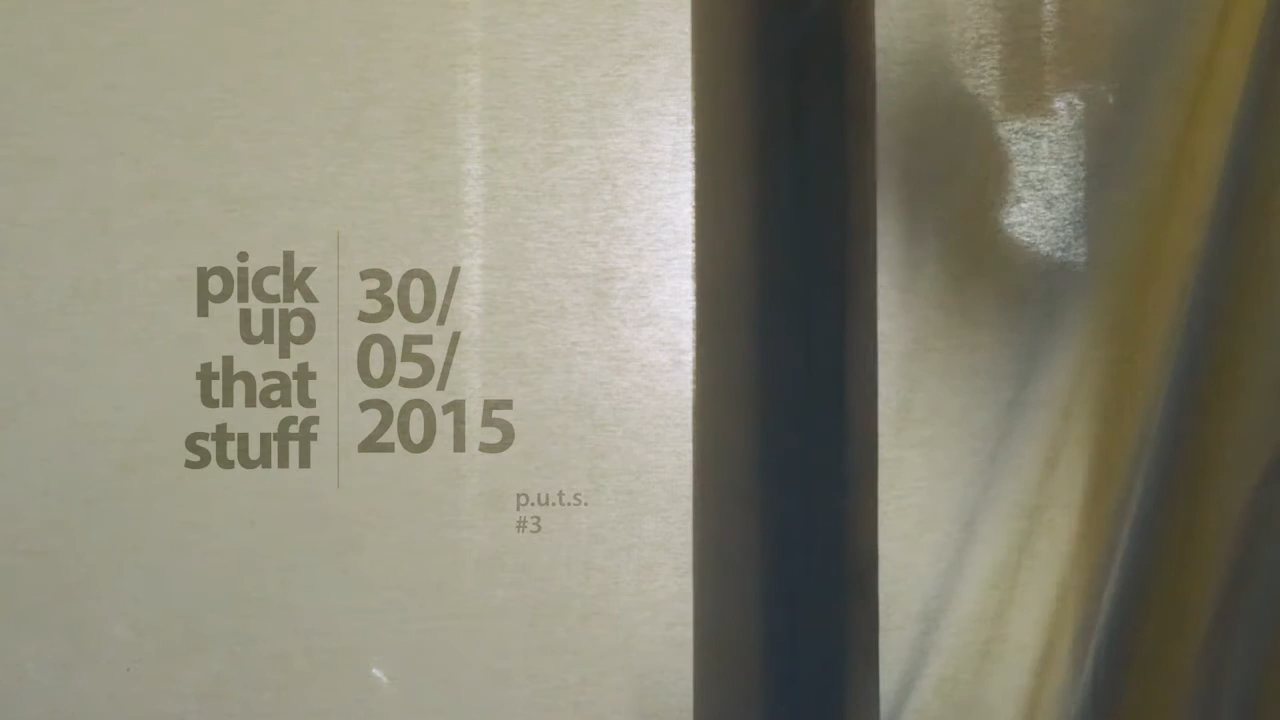 pick
up
that
stuff
30/
05/
2015
p.u.t.s.
#3